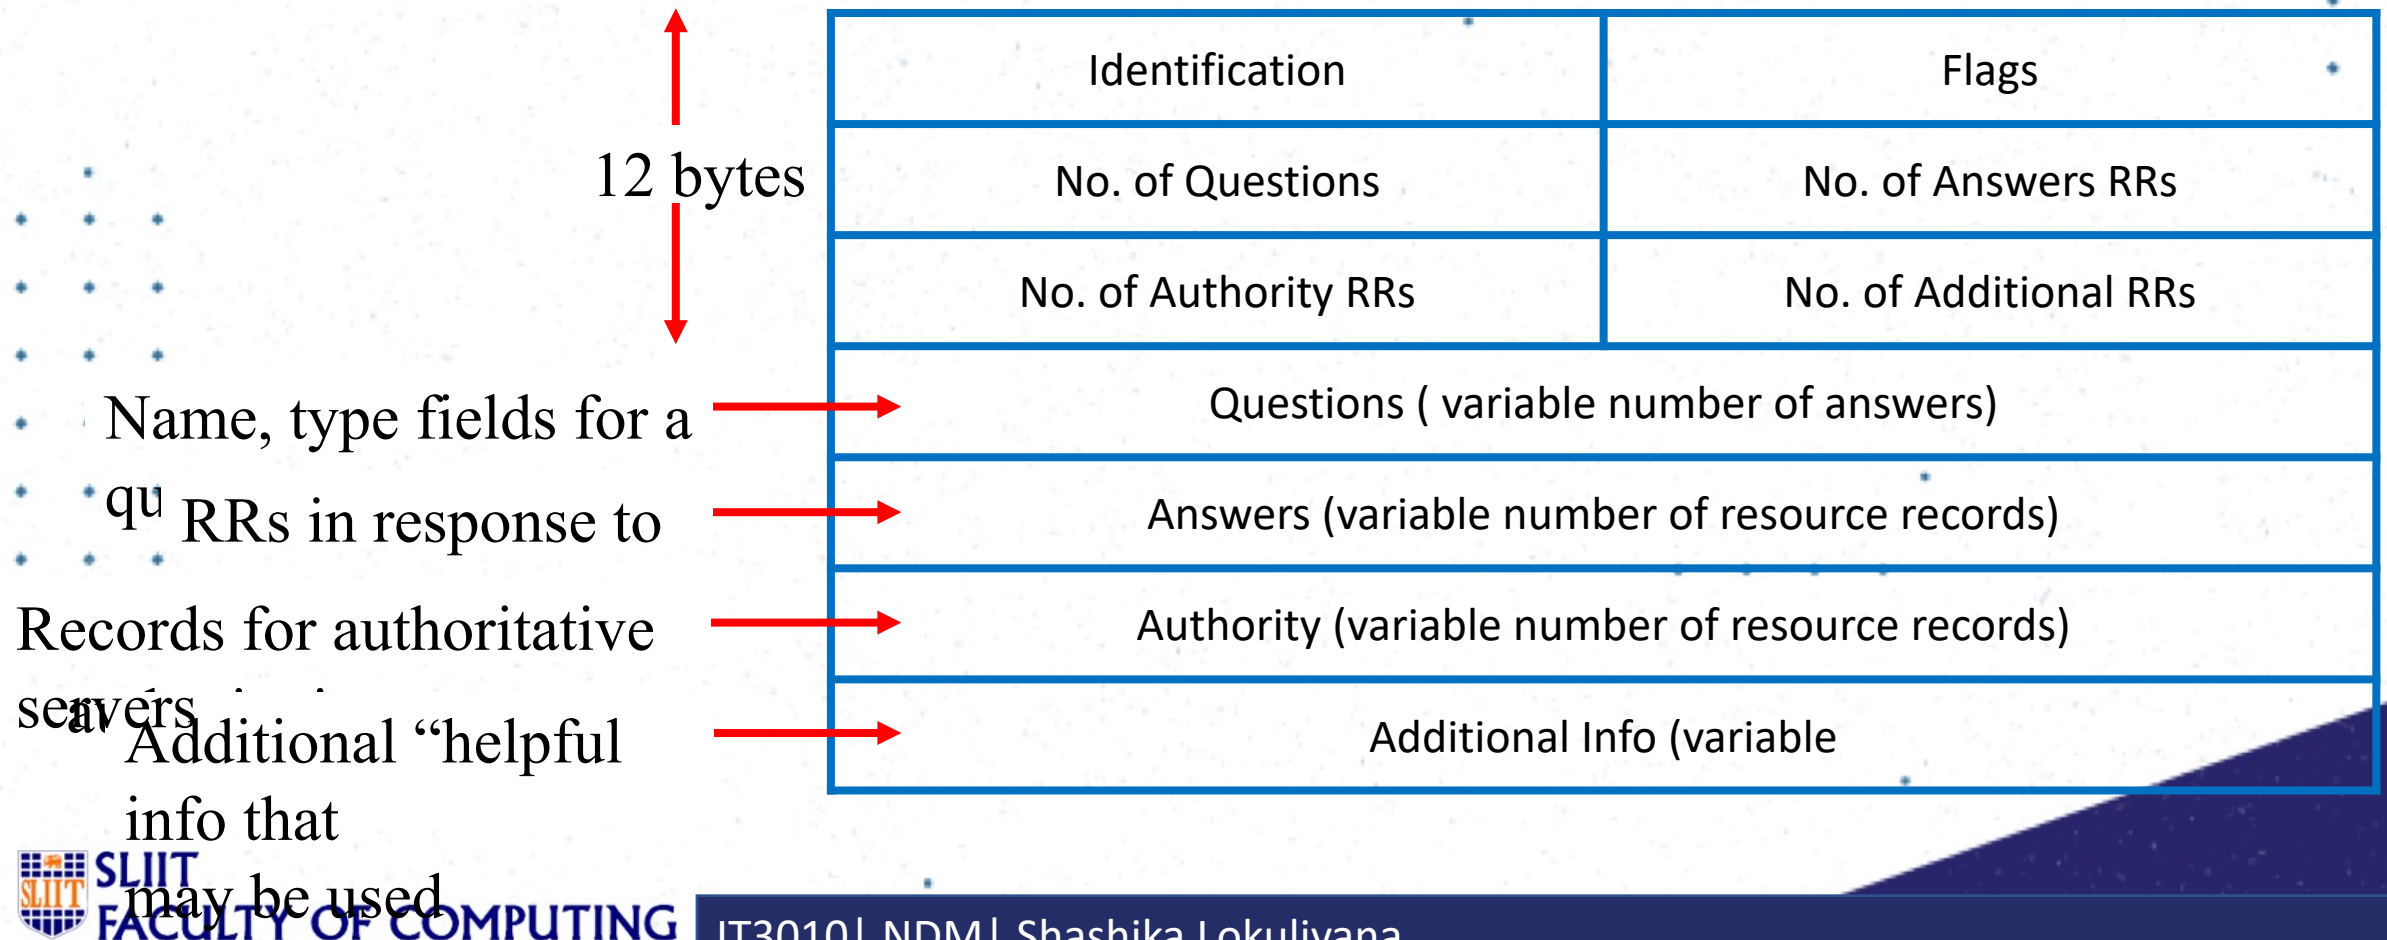 Identification Flags
12 bytes No. of Questions No. of Answers RRs
No. of Authority RRs No. of Additional RRs
Name, type fields for a
Questions ( variable number of answers)
RRs in response to
Answers (variable number of resource records)
Records for authoritative
servers
Authority (variable number of resource records)
Additional “helpful
info that
may be used
Additional Info (variable
SLIIT
SLIIT
FACULTY OF COMPUTING
IT3010| NDM| Shashika Lokuliyana